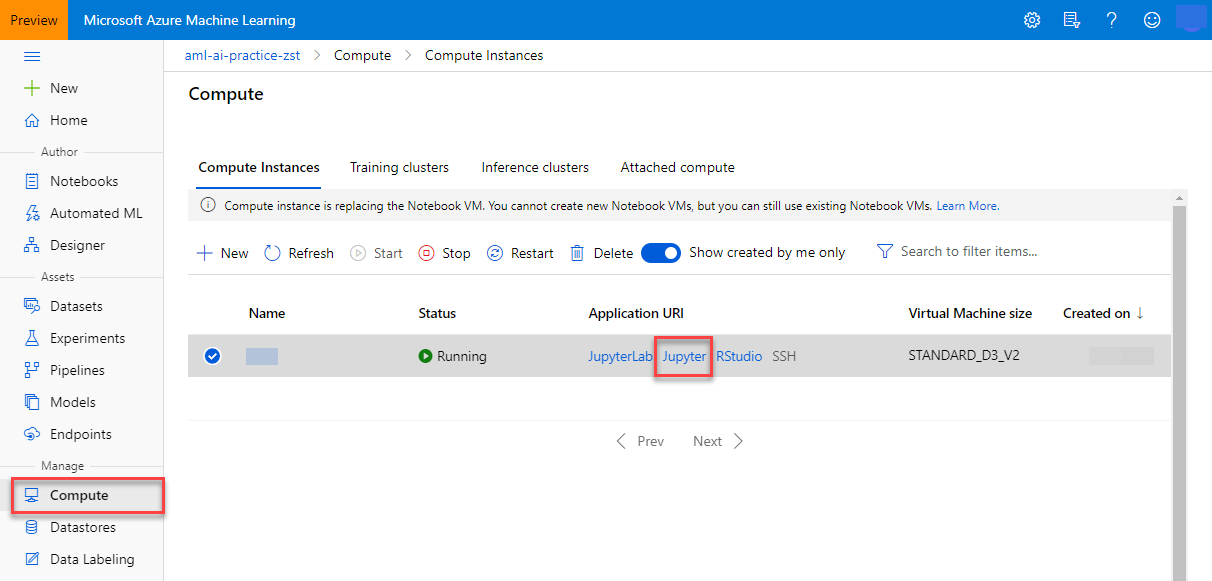 Preview Microsoft Azure Machine Learning
aml-ai-practice-zst > Compute > Compute Instances
New
Home
Author
Notebooks
Automated ML
Designer
Assets
Datasets
Experiments
Pipelines
Models
Endpoints
Manage
Compute
Datastores
Data Labeling
Compute
Compute Instances Training clusters Inference clusters Attached compute
Compute instance is replacing the Notebook VM. You cannot create new Notebook VMs, but you can still use existing Notebook VMs. Learn More.
New Refresh Start Stop Restart Delete Show created by me only Search to filter items...
Name Status Application URI Virtual Machine size Created on ↓
Running JupyterLab Jupyter RStudio SSH STANDARD_D3_V2
< Prev Next >